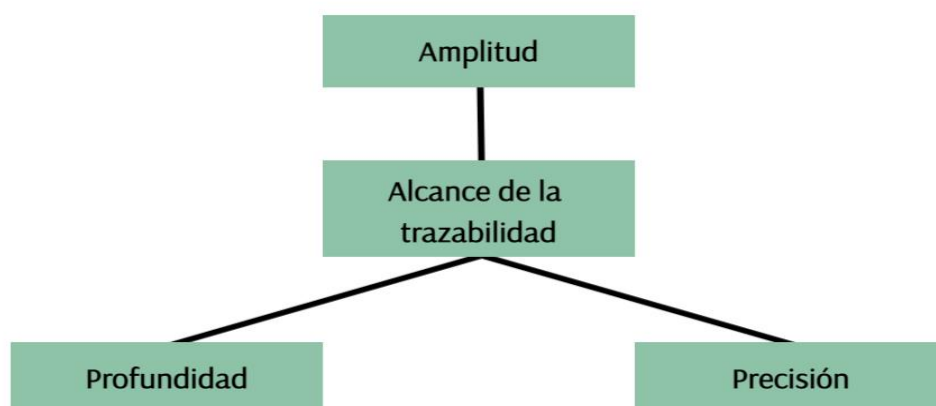 Amplitud
Alcance de la
trazabilidad
Profundidad
Precisión